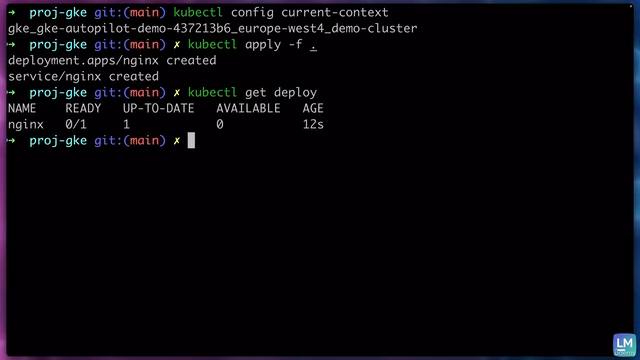 ➜  proj-gke git:(main) kubectl config current-context
gke_gke-autopilot-demo-437213b6_europe-west4_demo-cluster
➜  proj-gke git:(main) ✗ kubectl apply -f .
deployment.apps/nginx created
service/nginx created
➜  proj-gke git:(main) ✗ kubectl get deploy
NAME    READY   UP-TO-DATE   AVAILABLE   AGE
nginx   0/1     1            0           12s
➜  proj-gke git:(main) ✗
LM